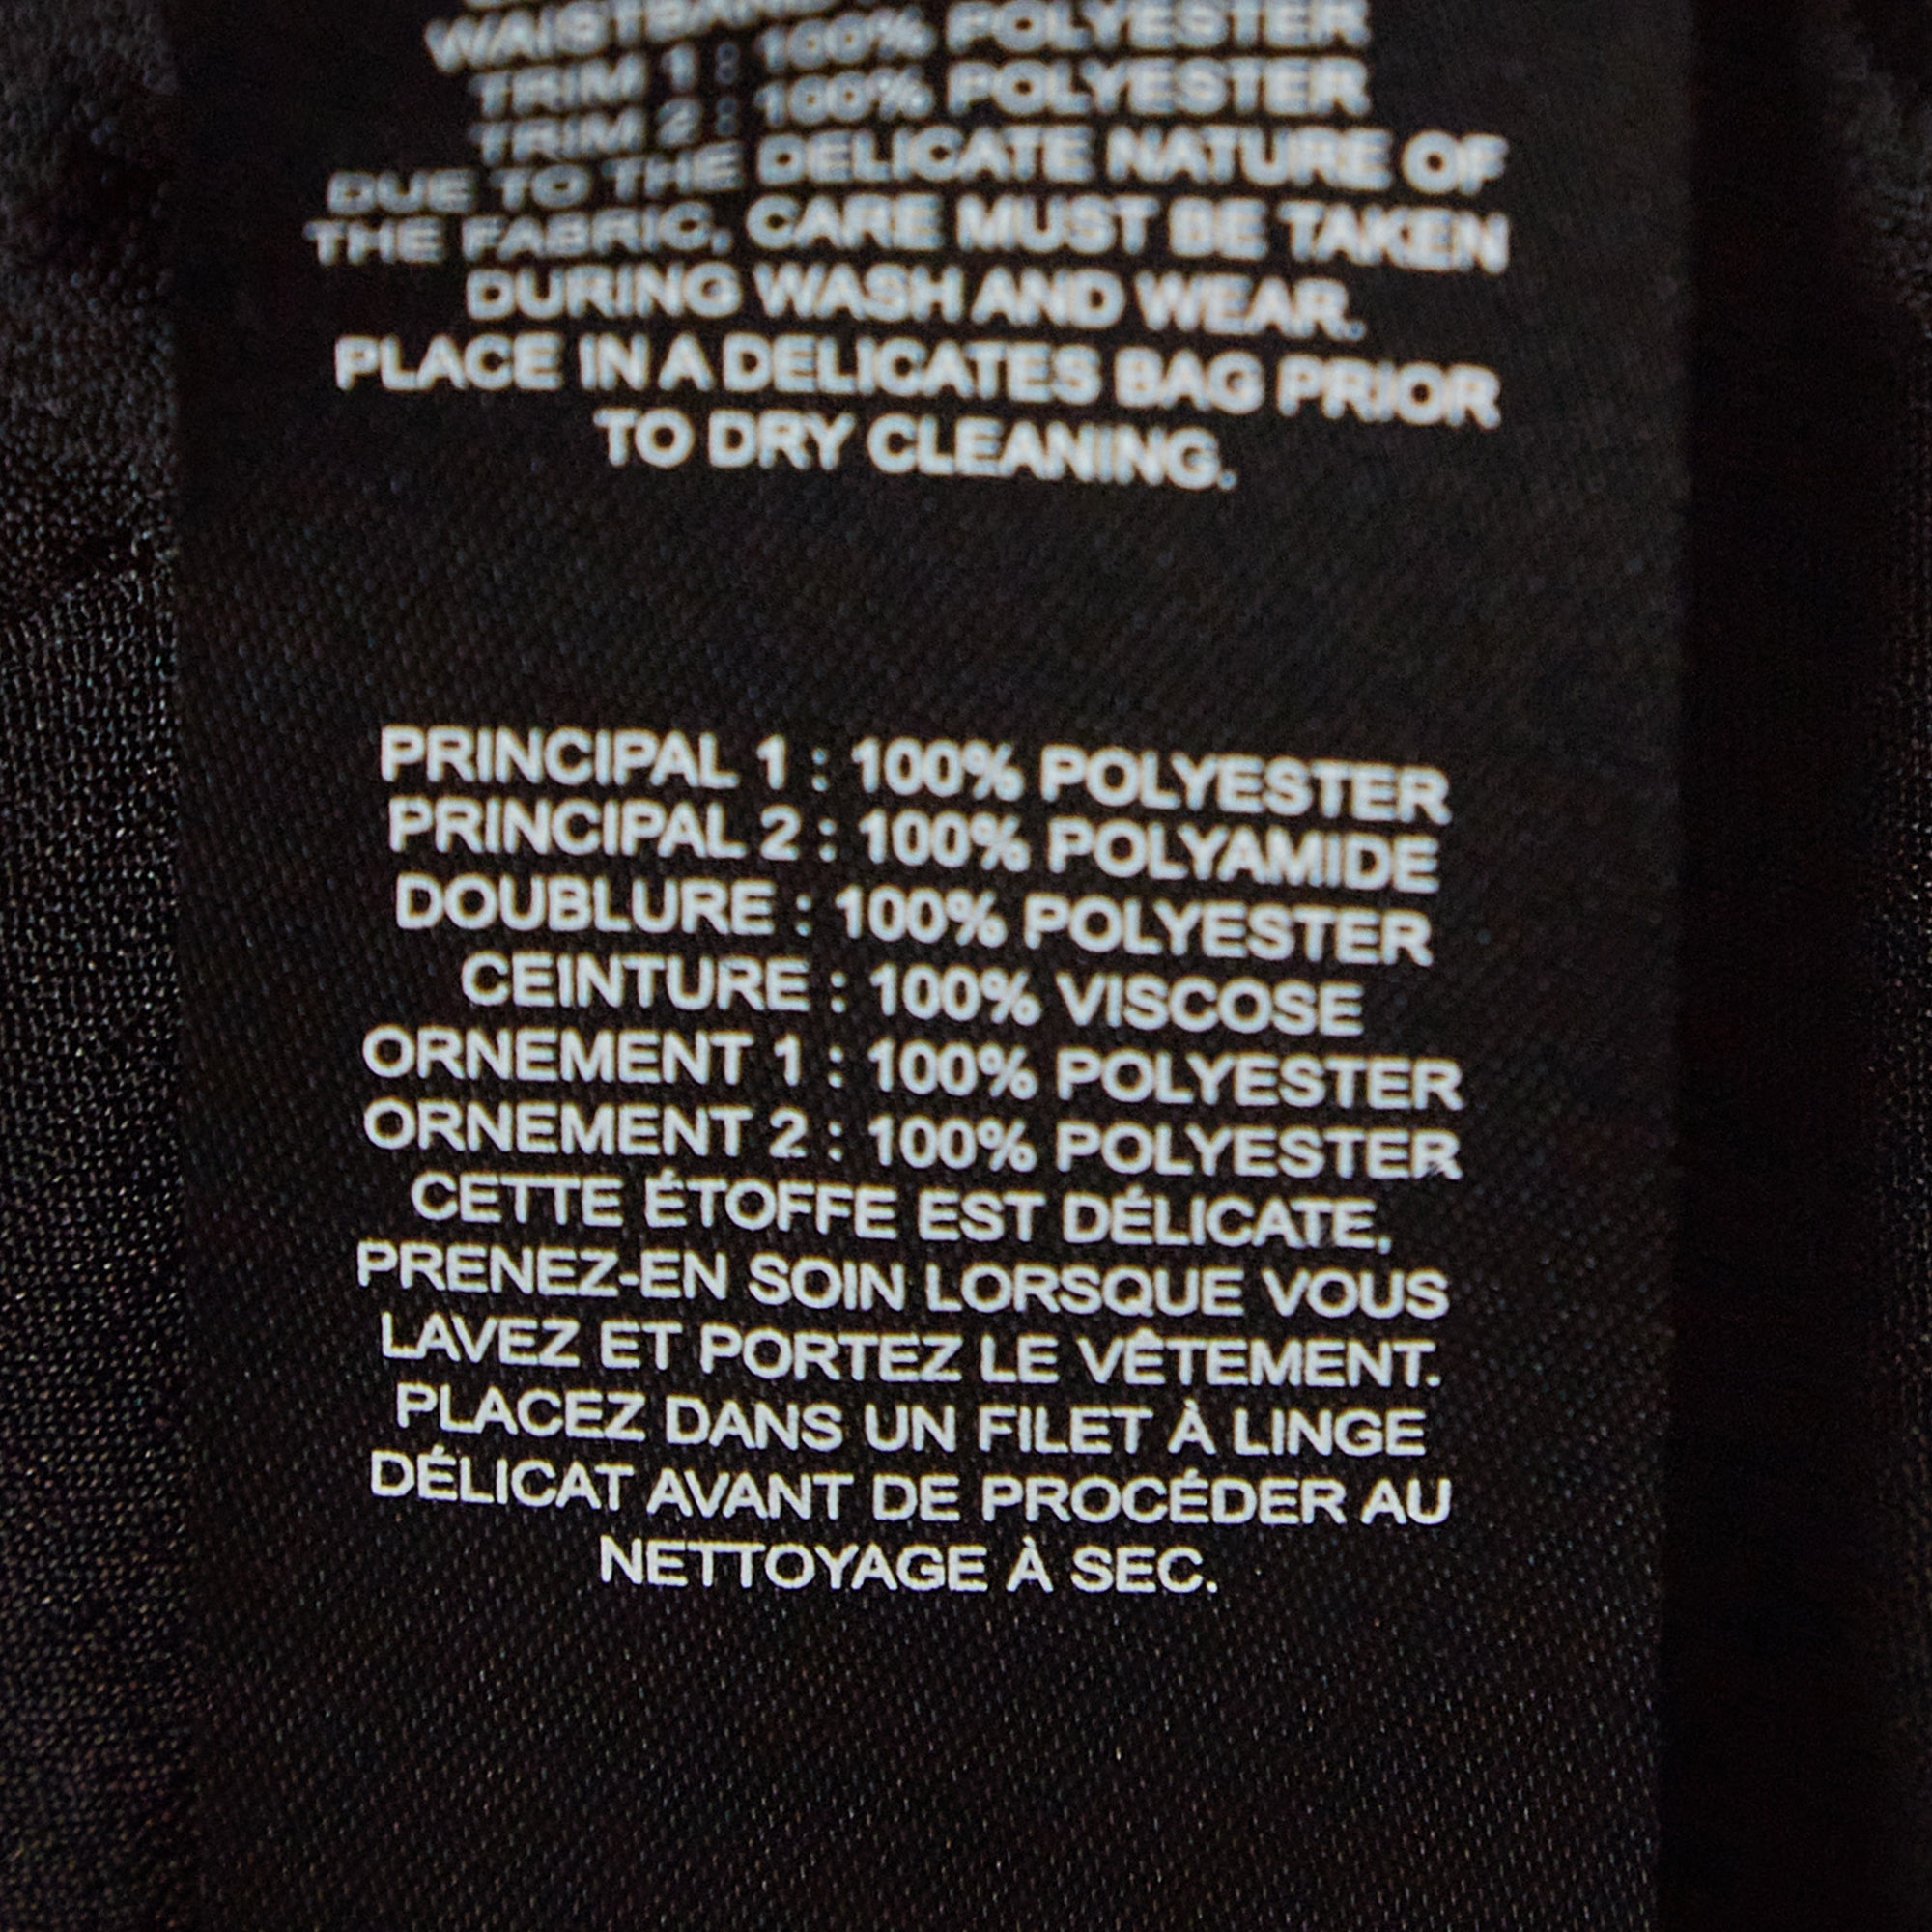 WAISTBAND
TRIM 1 : 100% POLYESTER
TRIM 2 : 100% POLYESTER
DUE TO THE DELICATE NATURE OF
THE FABRIC, CARE MUST BE TAKEN
DURING WASH AND WEAR.
PLACE IN A DELICATES BAG PRIOR
TO DRY CLEANING.
PRINCIPAL 1 : 100% POLYESTER
PRINCIPAL 2 : 100% POLYAMIDE
DOUBLURE : 100% POLYESTER
CEINTURE : 100% VISCOSE
ORNEMENT 1 : 100% POLYESTER
ORNEMENT 2 : 100% POLYESTER
CETTE ÉTOFFE EST DÉLICATE,
PRENEZ-EN SOIN LORSQUE VOUS
LAVEZ ET PORTEZ LE VÊTEMENT.
PLACEZ DANS UN FILET À LINGE
DÉLICAT AVANT DE PROCÉDER AU
NETTOYAGE À SEC.